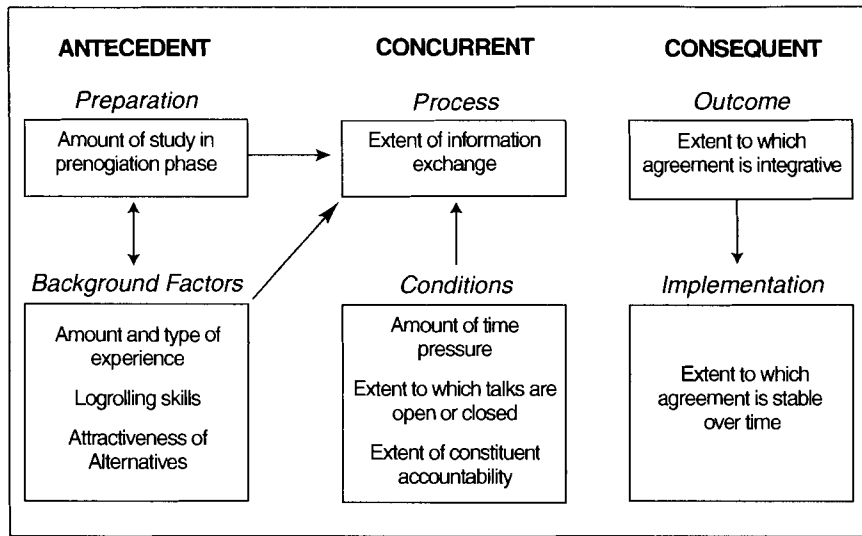 ANTECEDENT
Preparation
Amount of study in
prenogiation phase
Background Factors
Amount and type of
experience
Logrolling skills
Attractiveness of
Alternatives
CONCURRENT
Process
Extent of information
exchange
Conditions
Amount of time
pressure
Extent to which talks are
open or closed
Extent of constituent
accountability
CONSEQUENT
Outcome
Extent to which
agreement is integrative
Implementation
Extent to which
agreement is stable
over time